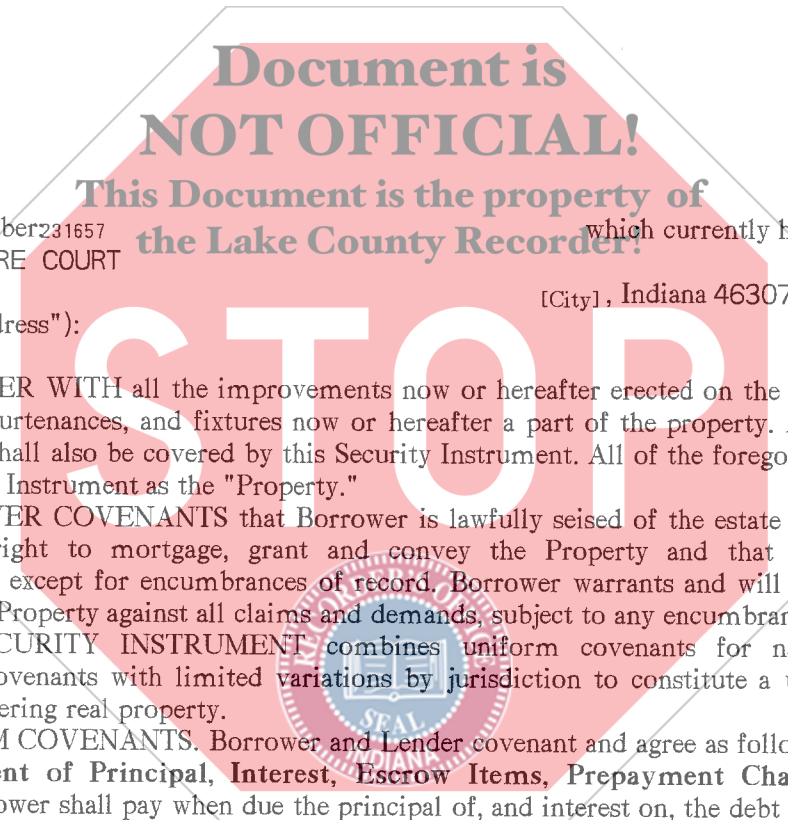 Document is
NOT OFFICIAL!
This Document is the property of
the Lake County Recorder!
ber231657 which currently h
RE COURT
[City], Indiana 46307
ress"):
STOP
ER WITH all the improvements now or hereafter erected on the
urtenances, and fixtures now or hereafter a part of the property.
hall also be covered by this Security Instrument. All of the forego
Instrument as the "Property."
ER COVENANTS that Borrower is lawfully seised of the estate
ight to mortgage, grant and convey the Property and that
except for encumbrances of record. Borrower warrants and will
Property against all claims and demands, subject to any encumbran
CURITY INSTRUMENT combines uniform covenants for n
ovenants with limited variations by jurisdiction to constitute a
ering real property.
M COVENANTS. Borrower and Lender covenant and agree as follo
ent of Principal, Interest, Escrow Items, Prepayment Cha
ower shall pay when due the principal of, and interest on, the debt
RECORDER'S OFFICE
SEAL
INDIANA